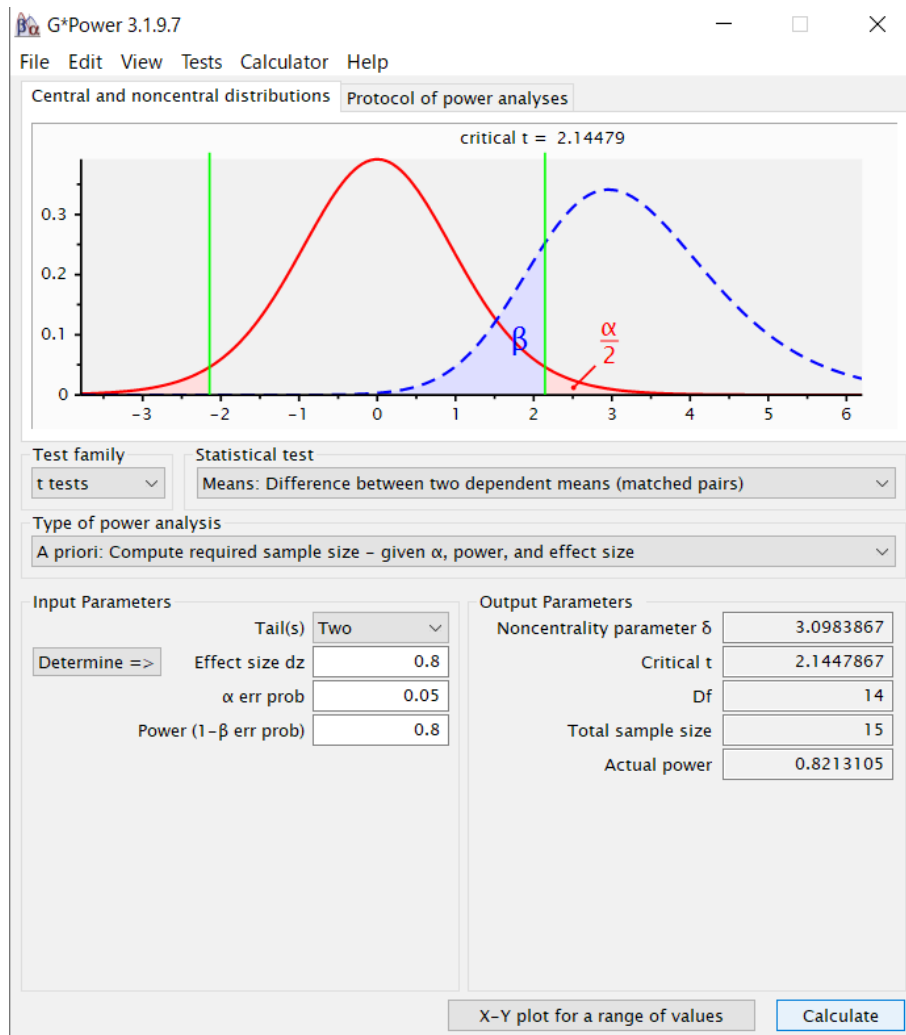 G*Power 3.1.9.7
File Edit View Tests Calculator Help
Central and noncentral distributions Protocol of power analyses
critical t = 2.14479
0.3
0.2
0.1
0
β
α
2
-3 -2 -1 0 1 2 3 4 5 6
Test family Statistical test
t tests Means: Difference between two dependent means (matched pairs)
Type of power analysis
A priori: Compute required sample size – given α, power, and effect size
Input Parameters Output Parameters
Tail(s) Two Noncentrality parameter δ 3.0983867
Determine => Effect size dz 0.8 Critical t 2.1447867
α err prob 0.05 Df 14
Power (1–β err prob) 0.8 Total sample size 15
Actual power 0.8213105
X–Y plot for a range of values Calculate